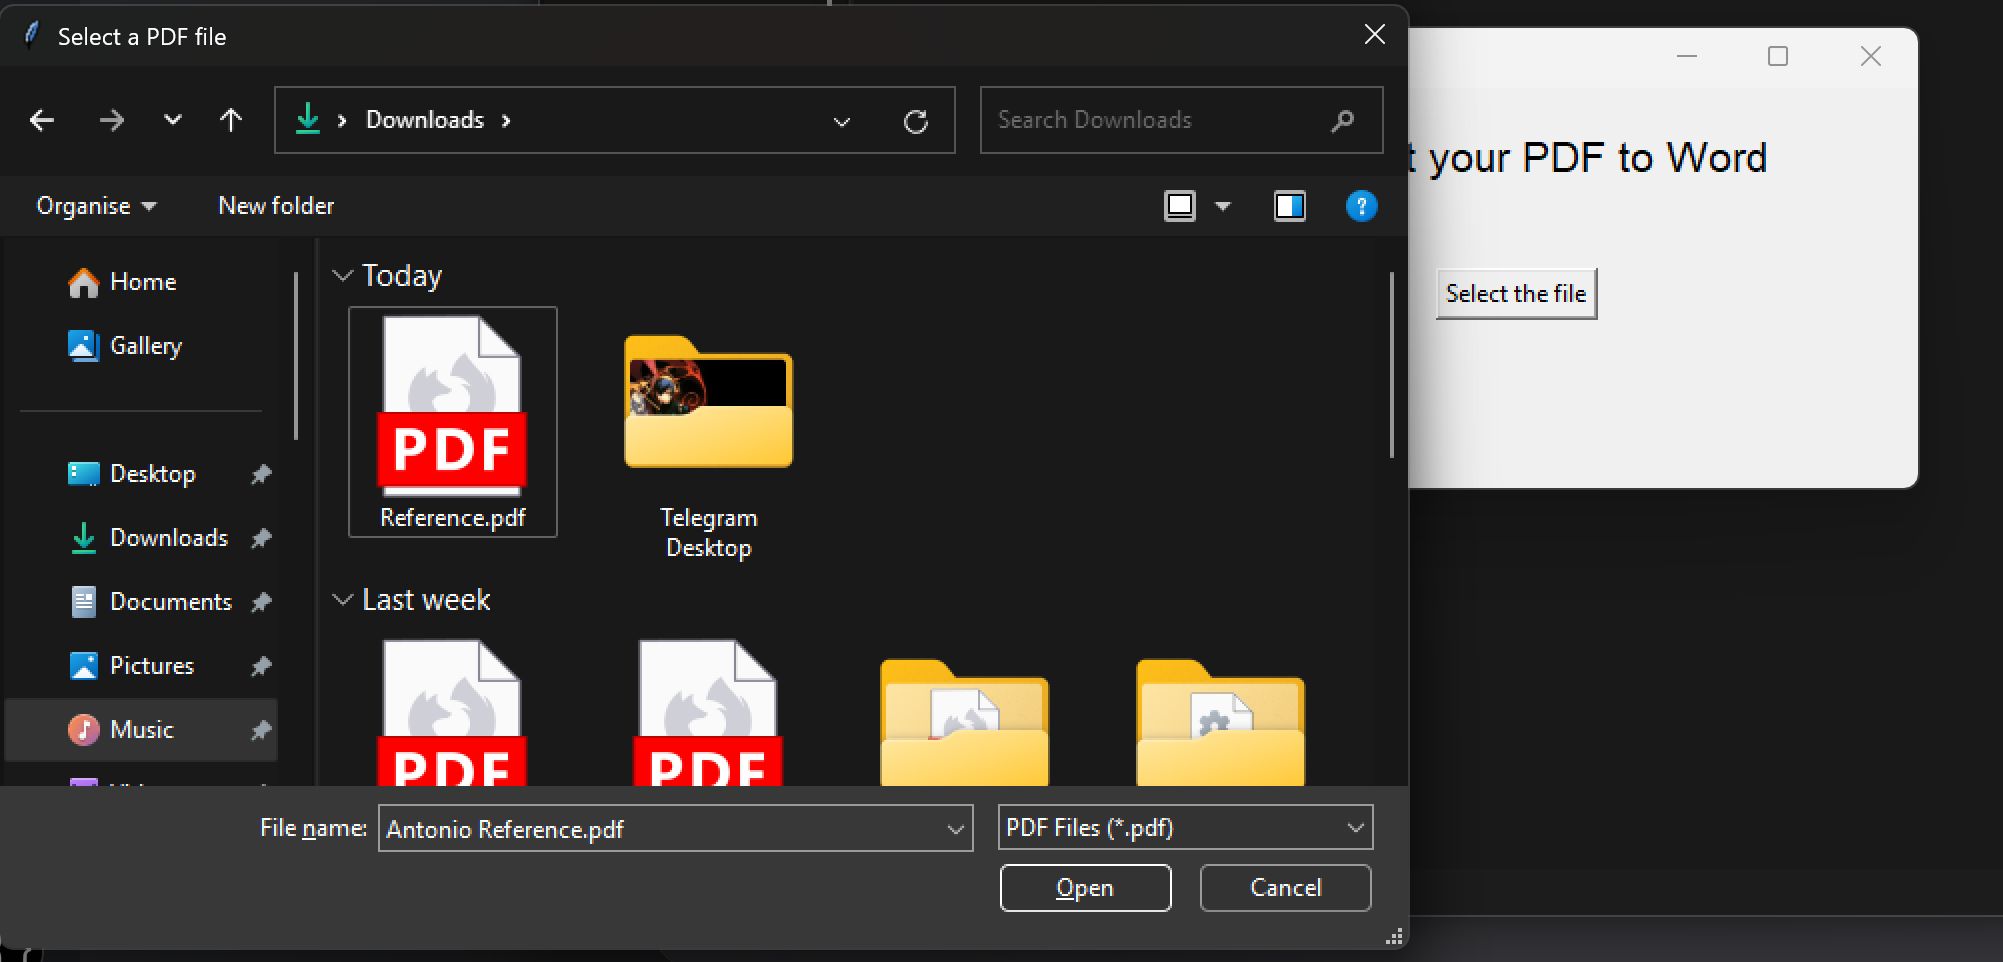 Select a PDF file
Downloads
Search Downloads
t your PDF to Word
Organise
New folder
Select the file
Home
Gallery
Desktop
Downloads
Documents
Pictures
Music
Today
PDF
Reference.pdf
Telegram
Desktop
Last week
PDF
PDF
File name:
Antonio Reference.pdf
PDF Files (*.pdf)
Open
Cancel